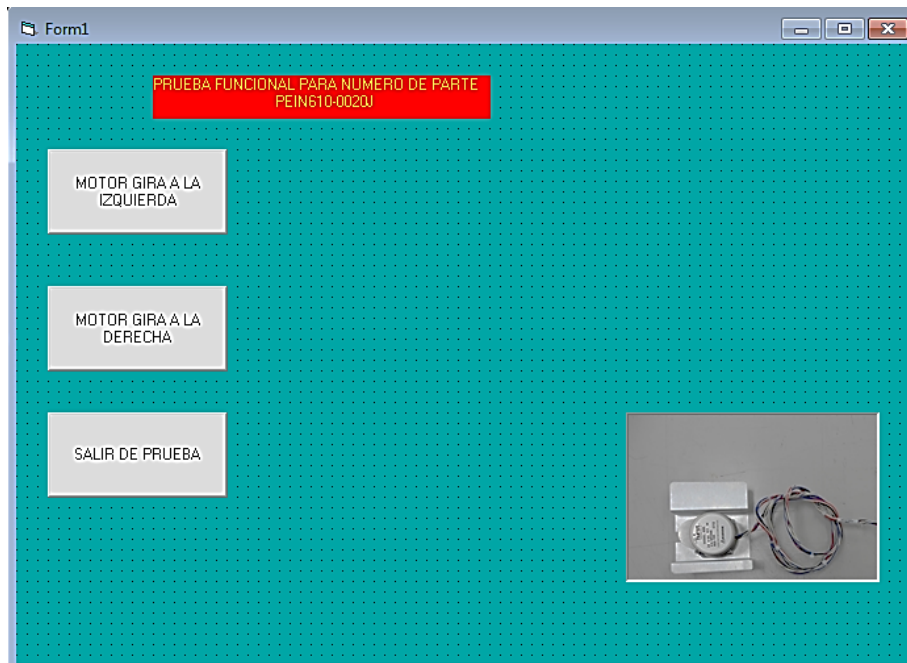 Form1
PRUEBA FUNCIONAL PARA NUMERO DE PARTE
PEIN610-0020J
MOTOR GIRA A LA
IZQUIERDA
MOTOR GIRA A LA
DERECHA
SALIR DE PRUEBA